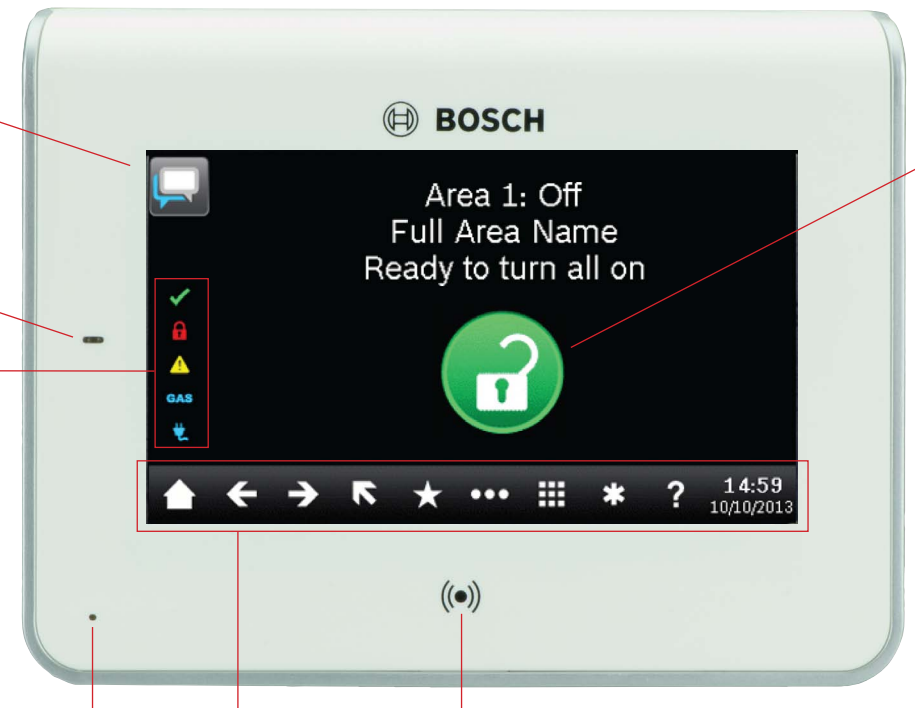 BOSCH
Area 1: Off
Full Area Name
Ready to turn all on
GAS
?
14:59
10/10/2013